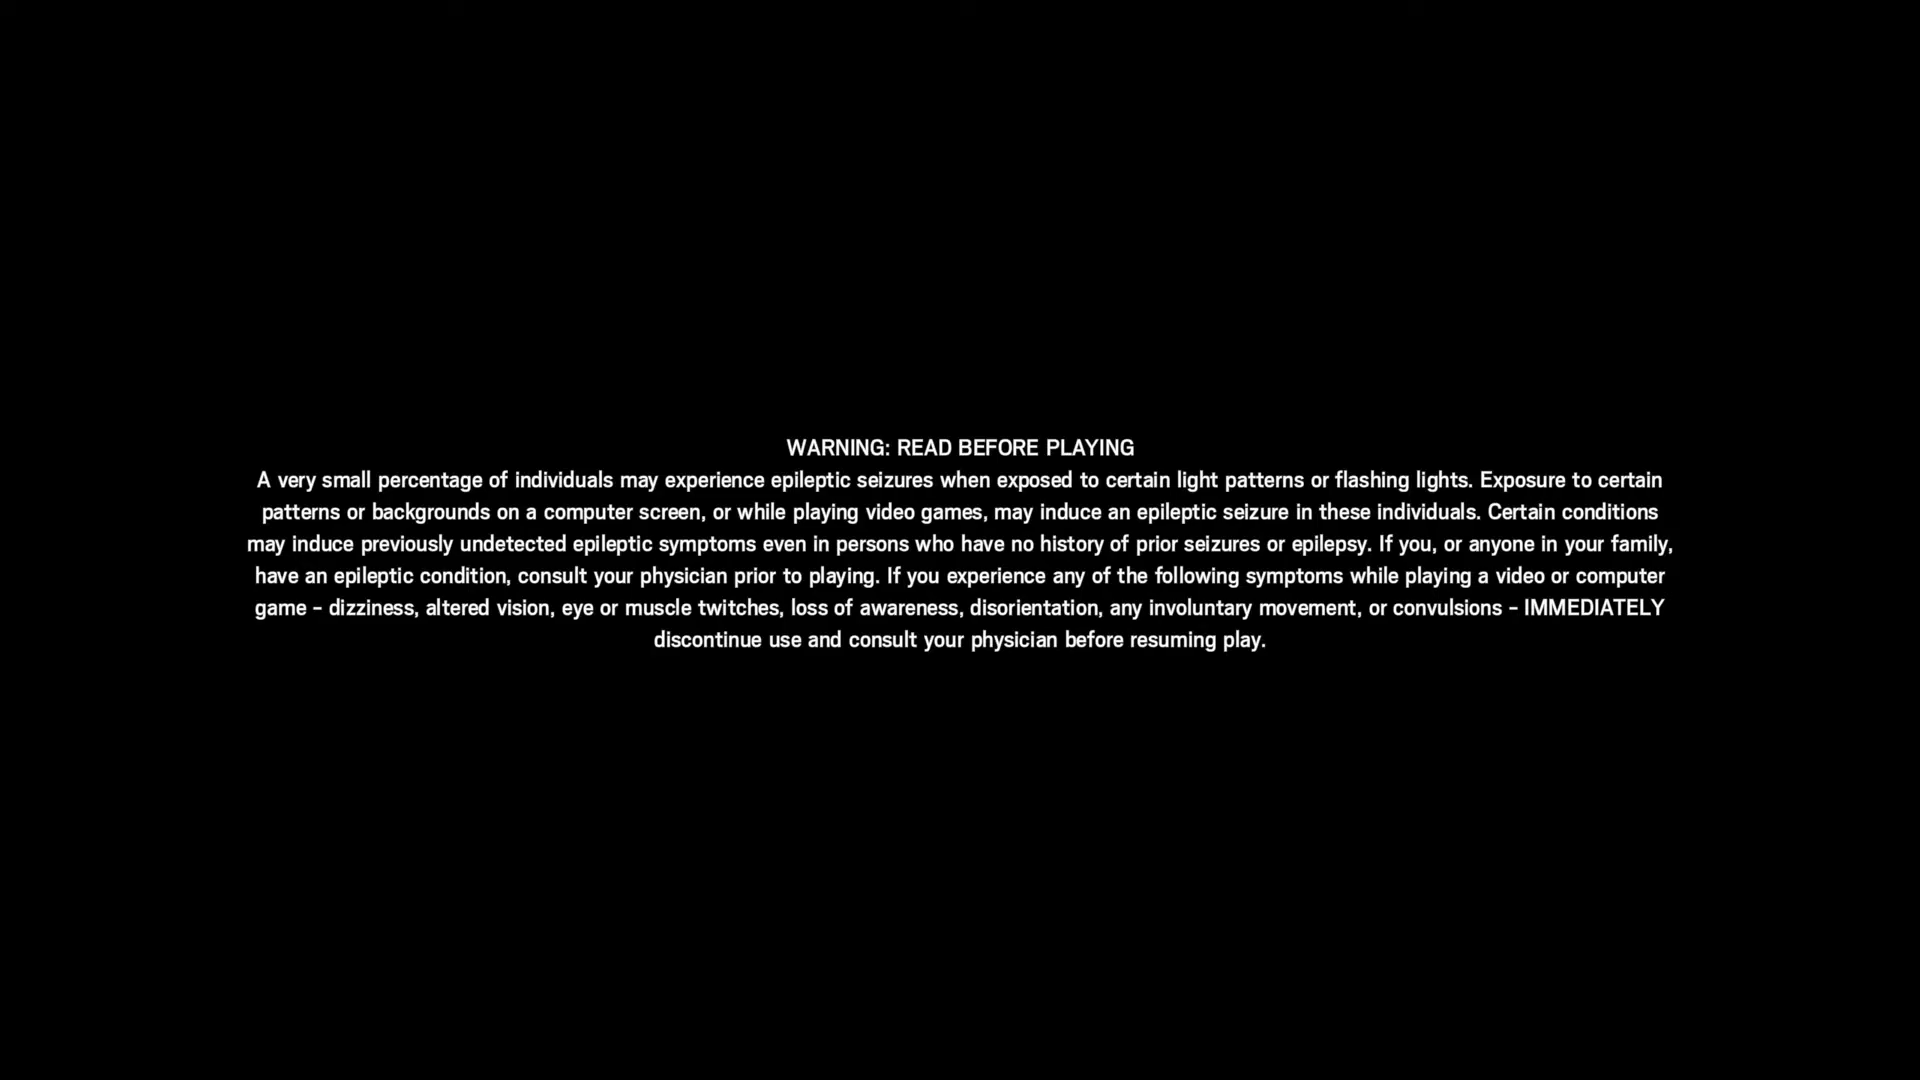 WARNING: READ BEFORE PLAYING
A very small percentage of individuals may experience epileptic seizures when exposed to certain light patterns or flashing lights. Exposure to certain
patterns or backgrounds on a computer screen, or while playing video games, may induce an epileptic seizure in these individuals. Certain conditions
may induce previously undetected epileptic symptoms even in persons who have no history of prior seizures or epilepsy. If you, or anyone in your family,
have an epileptic condition, consult your physician prior to playing. If you experience any of the following symptoms while playing a video or computer
game - dizziness, altered vision, eye or muscle twitches, loss of awareness, disorientation, any involuntary movement, or convulsions - IMMEDIATELY
discontinue use and consult your physician before resuming play.